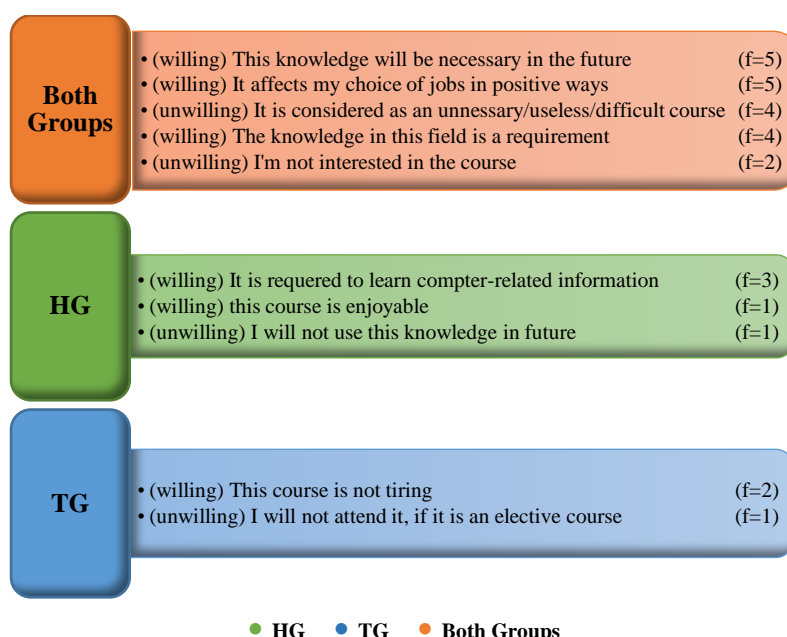 Both Groups
• (willing) This knowledge will be necessary in the future (f=5)
• (willing) It affects my choice of jobs in positive ways (f=5)
• (unwilling) It is considered as an unnessary/useless/difficult course (f=4)
• (willing) The knowledge in this field is a requirement (f=4)
• (unwilling) I'm not interested in the course (f=2)
HG
• (willing) It is requered to learn compter-related information (f=3)
• (willing) this course is enjoyable (f=1)
• (unwilling) I will not use this knowledge in future (f=1)
TG
• (willing) This course is not tiring (f=2)
• (unwilling) I will not attend it, if it is an elective course (f=1)
• HG • TG • Both Groups